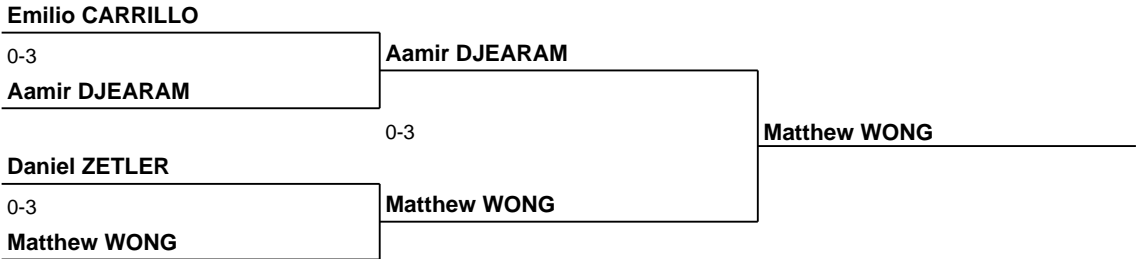 Emilio CARRILLO
0-3
Aamir DJEARAM
Aamir DJEARAM
0-3
Matthew WONG
Daniel ZETLER
0-3
Matthew WONG
Matthew WONG